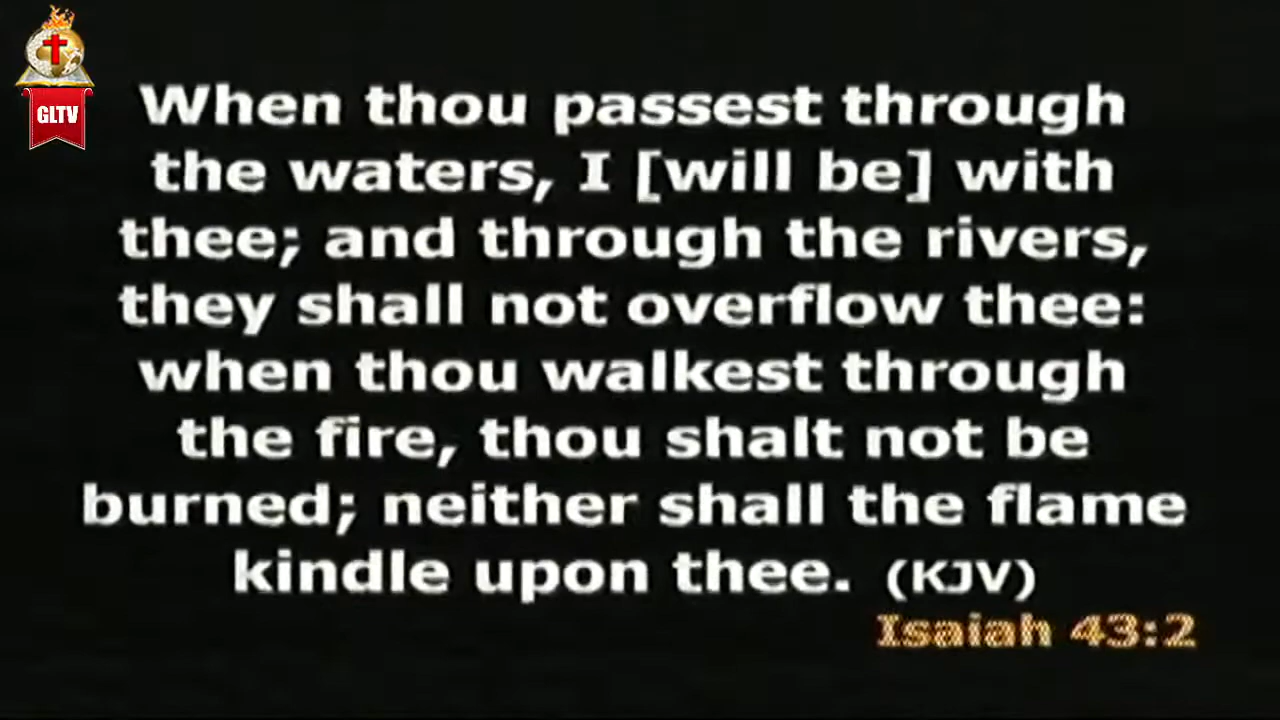 GLTV
When thou passest through
the waters, I [will be] with
thee; and through the rivers,
they shall not overflow thee:
when thou walkest through
the fire, thou shalt not be
burned; neither shall the flame
kindle upon thee. (KJV)
Isaiah 43:2